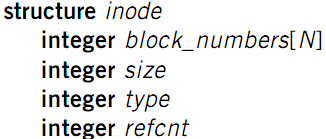 structure inode
integer block_numbers[N]
integer size
integer type
integer refcnt